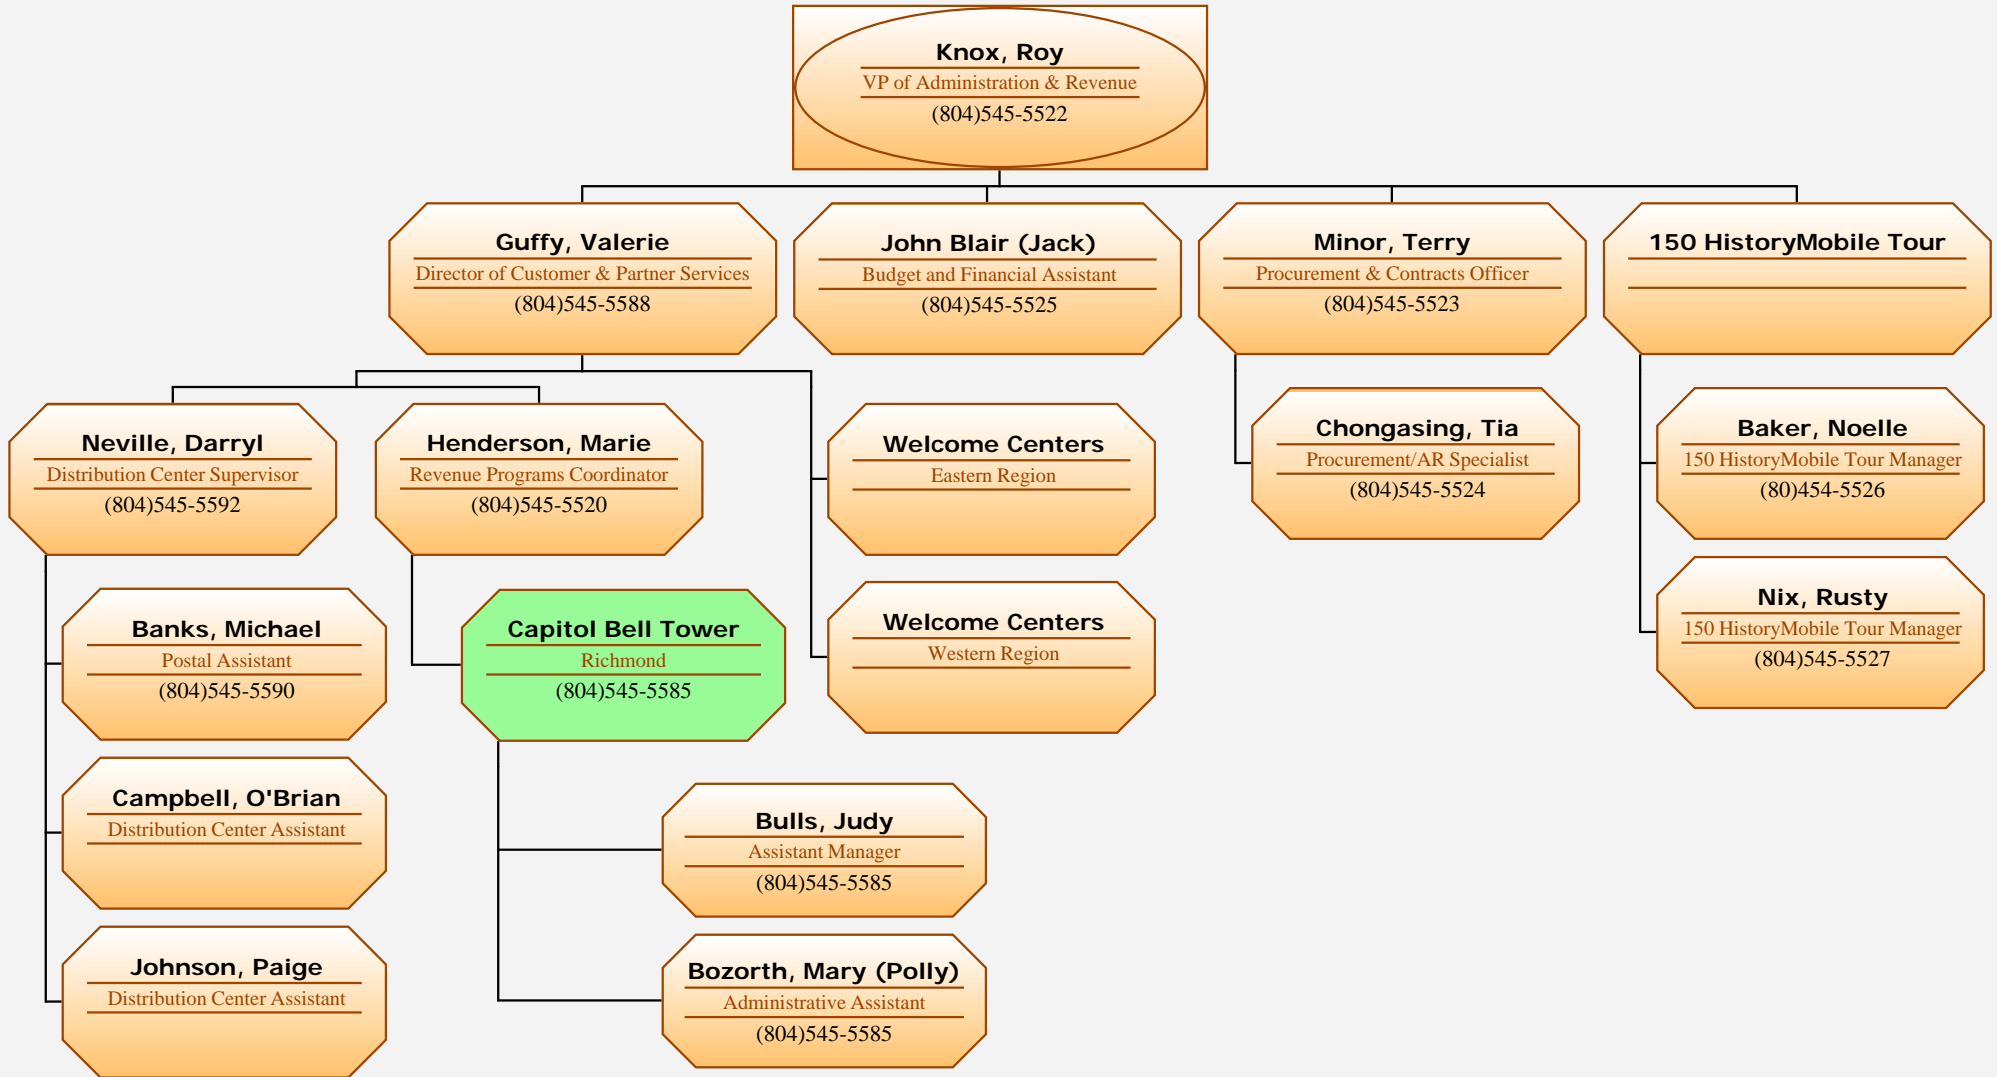 Knox, Roy
VP of Administration & Revenue
(804)545-5522
Guffy, Valerie
Director of Customer & Partner Services
(804)545-5588
John Blair (Jack)
Budget and Financial Assistant
(804)545-5525
Minor, Terry
Procurement & Contracts Officer
(804)545-5523
150 HistoryMobile Tour
Neville, Darryl
Distribution Center Supervisor
(804)545-5592
Henderson, Marie
Revenue Programs Coordinator
(804)545-5520
Welcome Centers
Eastern Region
Chongasing, Tia
Procurement/AR Specialist
(804)545-5524
Baker, Noelle
150 HistoryMobile Tour Manager
(80)454-5526
Banks, Michael
Postal Assistant
(804)545-5590
Capitol Bell Tower
Richmond
(804)545-5585
Welcome Centers
Western Region
Nix, Rusty
150 HistoryMobile Tour Manager
(804)545-5527
Campbell, O'Brian
Distribution Center Assistant
Bulls, Judy
Assistant Manager
(804)545-5585
Johnson, Paige
Distribution Center Assistant
Bozorth, Mary (Polly)
Administrative Assistant
(804)545-5585